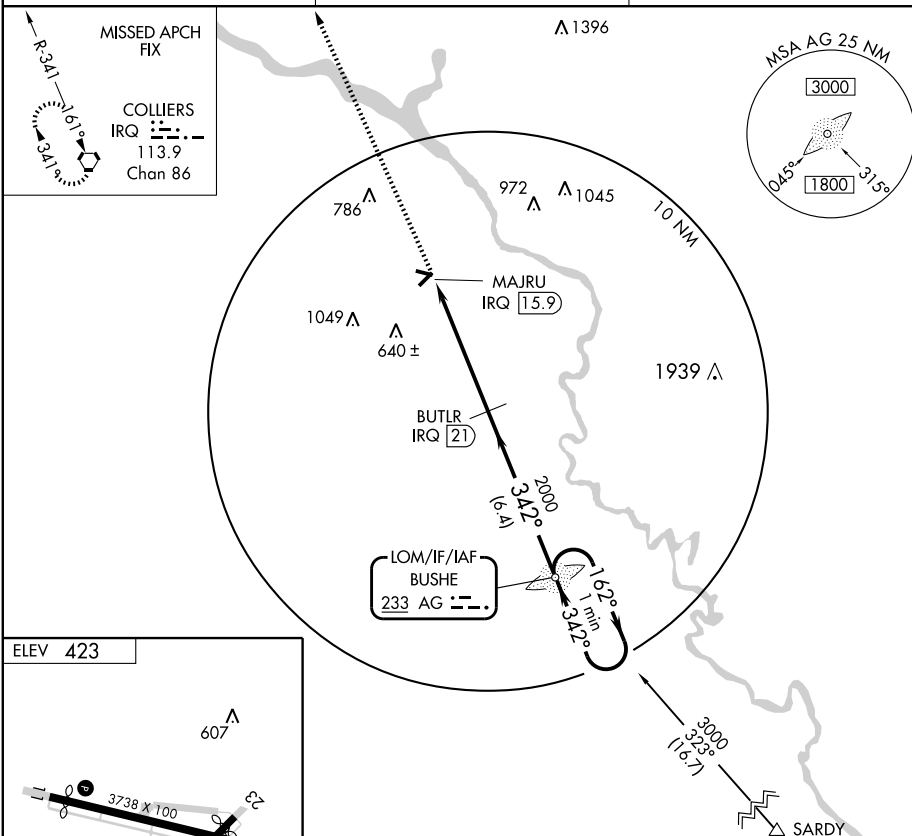 MISSED APCH
FIX
R-341
161°
341°
COLLIERS
IRQ
113.9
Chan 86
1396
MSA AG 25 NM
3000
045°
1800
315°
786
972
1045
10 NM
MAJRU
IRQ 15.9
1049
640 ±
1939
BUTLR
IRQ 21
2000
342°
(6.4)
LOM/IF/IAF
BUSHE
233 AG
162°
1 min
342°
3000
323°
(16.7)
SARDY
ELEV 423
607
11
P
3738 X 100
23